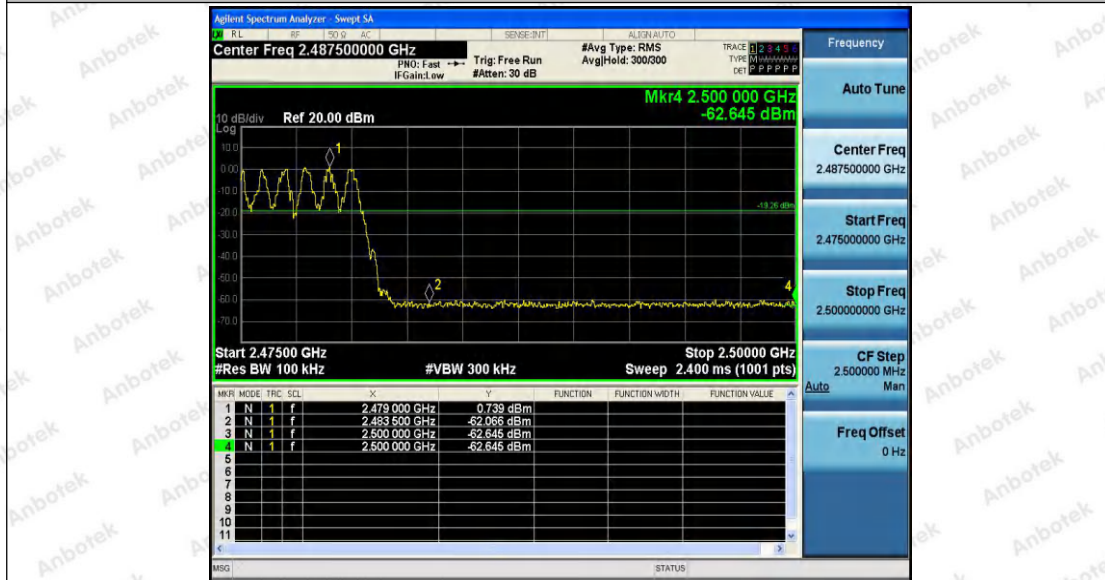 Agilent Spectrum Analyzer - Swept SA
RL RF 50 Ω AC SENSE:INT ALIGN AUTO
Center Freq 2.487500000 GHz
PNO: Fast
IFGain:Low
Trig: Free Run
#Atten: 30 dB
#Avg Type: RMS
Avg|Hold: 300/300
TRACE 1 2 3 4 5 6
TYPE M
DET P P P P P P
Mkr4 2.500 000 GHz
-62.645 dBm
10 dB/div Ref 20.00 dBm
Log
10.0
0.00
-10.0
-20.0
-30.0
-40.0
-50.0
-60.0
-70.0
1
2
4
Start 2.47500 GHz Stop 2.50000 GHz
#Res BW 100 kHz #VBW 300 kHz Sweep 2.400 ms (1001 pts)
MKR MODE TRC SCL X Y FUNCTION FUNCTION WIDTH FUNCTION VALUE
1 N 1 f 2.479 000 GHz 0.739 dBm
2 N 1 f 2.483 500 GHz -62.066 dBm
3 N 1 f 2.500 000 GHz -62.645 dBm
4 N 1 f 2.500 000 GHz -62.645 dBm
5
6
7
8
9
10
11
MSG STATUS
Frequency
Auto Tune
Center Freq
2.487500000 GHz
Start Freq
2.475000000 GHz
Stop Freq
2.500000000 GHz
CF Step
2.500000 MHz
Auto Man
Freq Offset
0 Hz
Anbotek